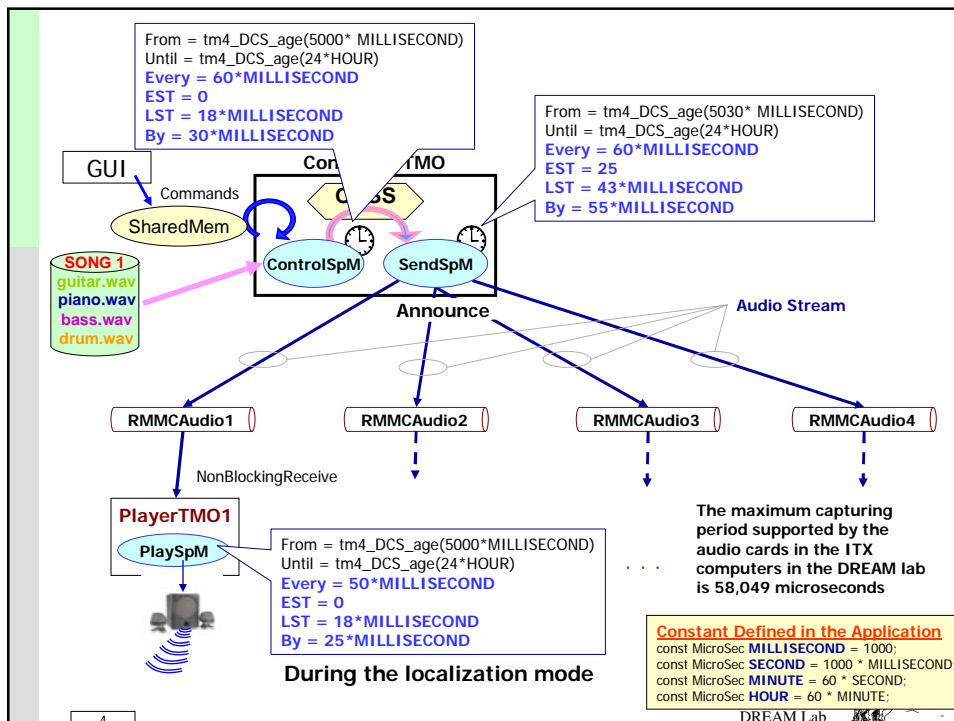 From = tm4_DCS_age(5000* MILLISECOND)
Until = tm4_DCS_age(24*HOUR)
Every = 60*MILLISECOND
EST = 0
LST = 18*MILLISECOND
By = 30*MILLISECOND
From = tm4_DCS_age(5030* MILLISECOND)
Until = tm4_DCS_age(24*HOUR)
Every = 60*MILLISECOND
EST = 25
LST = 43*MILLISECOND
By = 55*MILLISECOND
GUI
Commands
SharedMem
TMO
ControlSpM
SendSpM
SONG 1
guitar.wav
piano.wav
bass.wav
drum.wav
Announce
Audio Stream
RMMCAudio1
RMMCAudio2
RMMCAudio3
RMMCAudio4
NonBlockingReceive
PlayerTMO1
PlaySpM
From = tm4_DCS_age(5000*MILLISECOND)
Until = tm4_DCS_age(24*HOUR)
Every = 50*MILLISECOND
EST = 0
LST = 18*MILLISECOND
By = 25*MILLISECOND
. . .
The maximum capturing
period supported by the
audio cards in the ITX
computers in the DREAM lab
is 58,049 microseconds
During the localization mode
Constant Defined in the Application
const MicroSec MILLISECOND = 1000;
const MicroSec SECOND = 1000 * MILLISECOND;
const MicroSec MINUTE = 60 * SECOND;
const MicroSec HOUR = 60 * MINUTE;
4
DREAM Lab